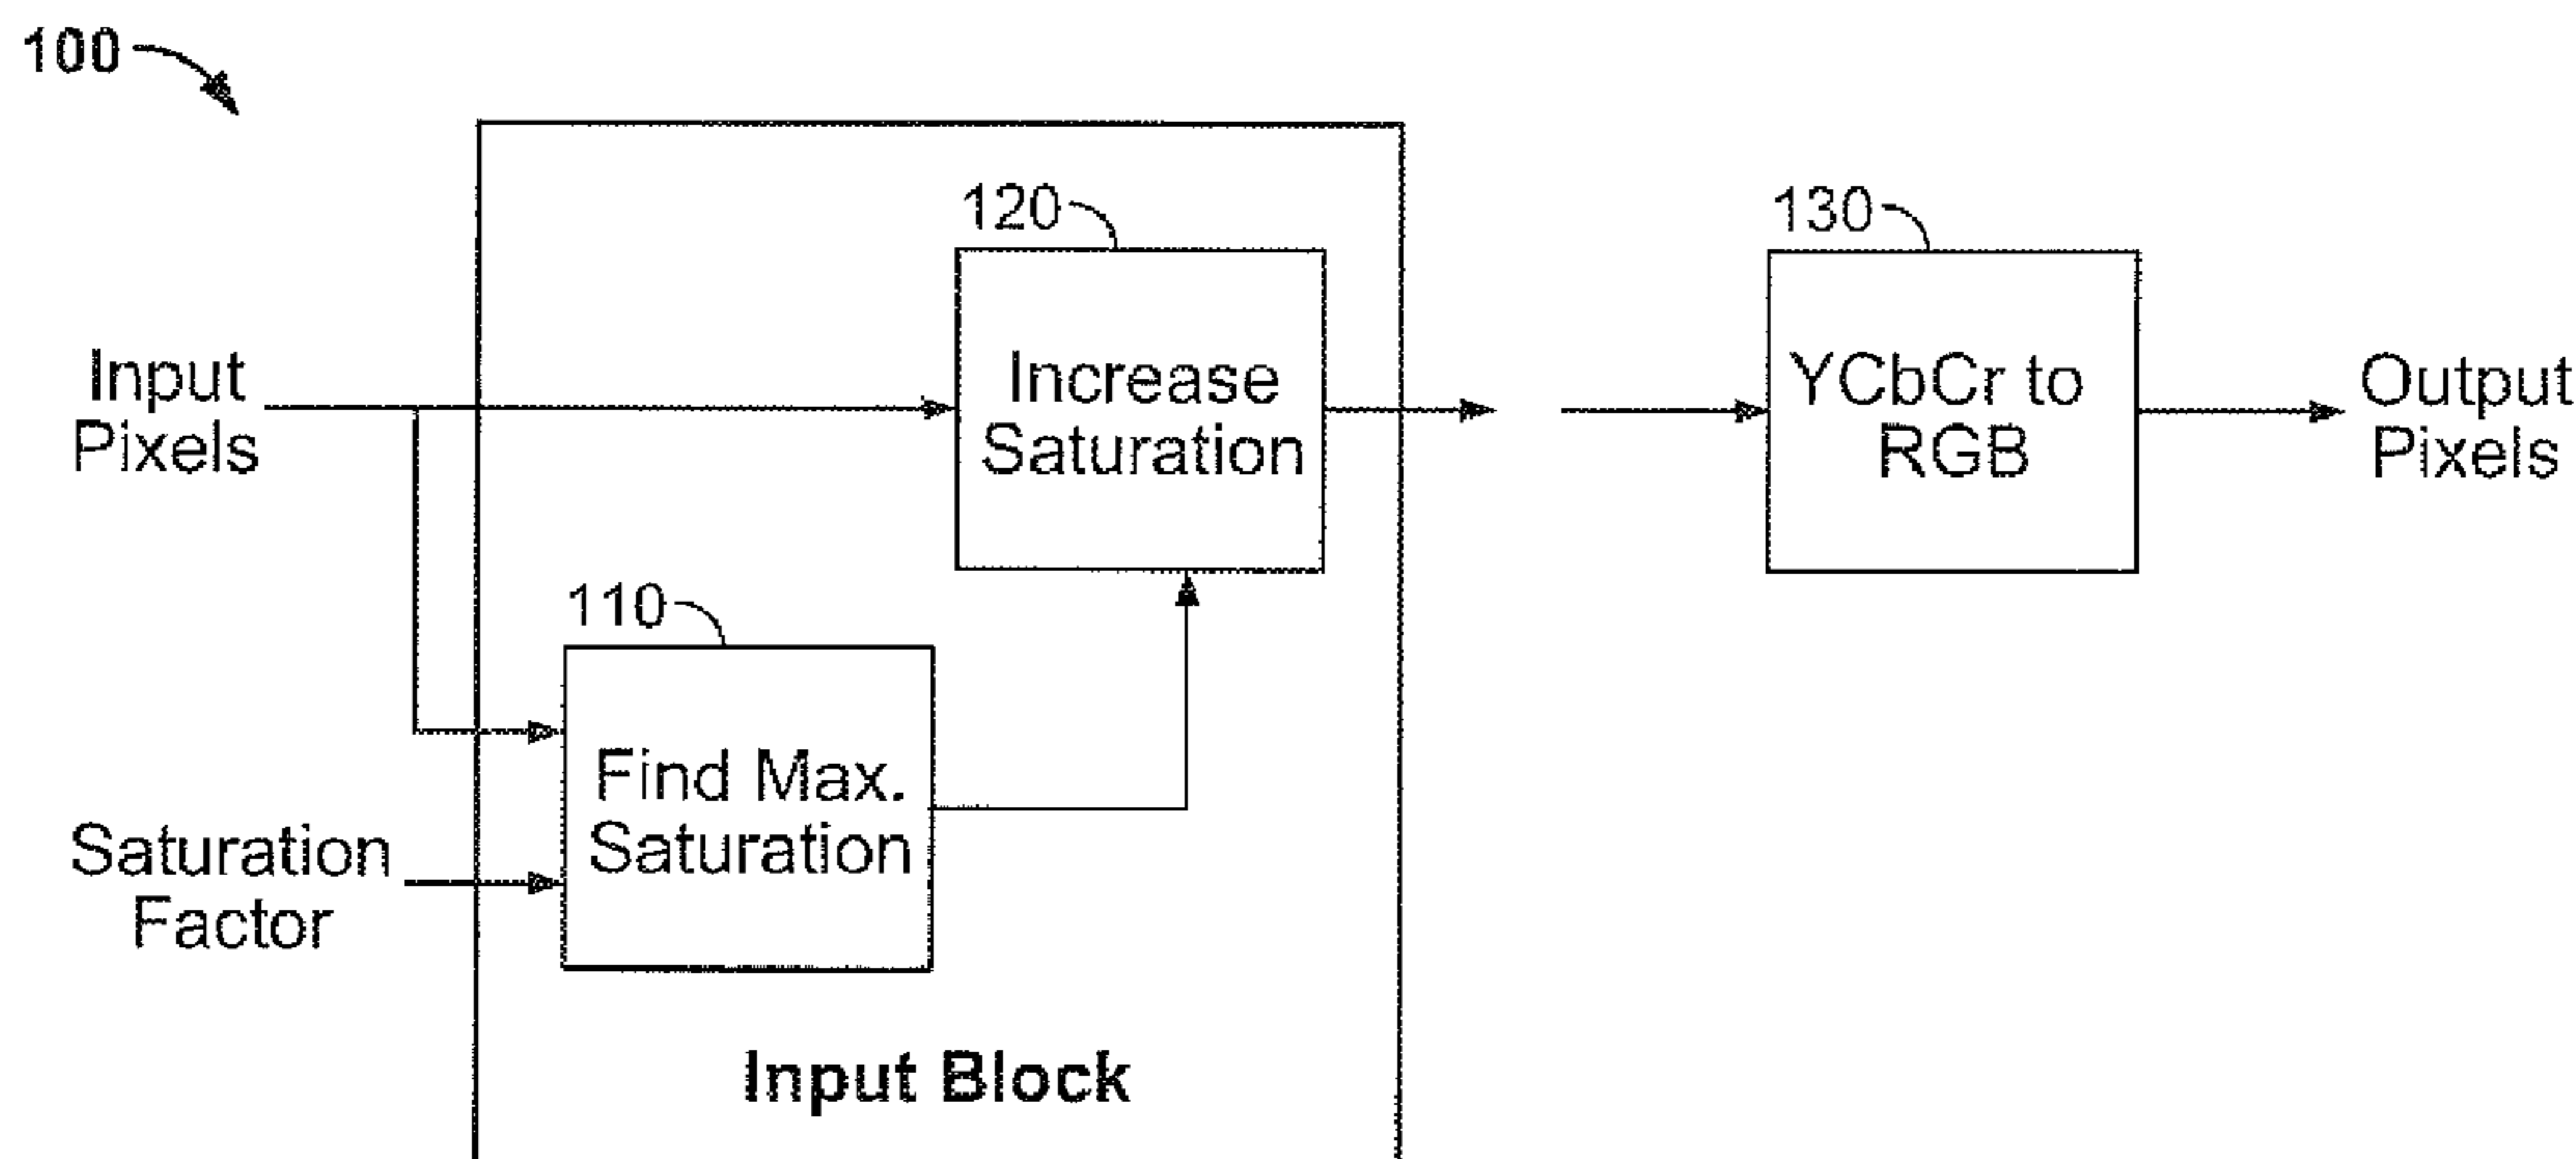 100
120
130
Input
Pixels
Increase
Saturation
YCbCr to
RGB
Output
Pixels
110
Find Max.
Saturation
Saturation
Factor
Input Block